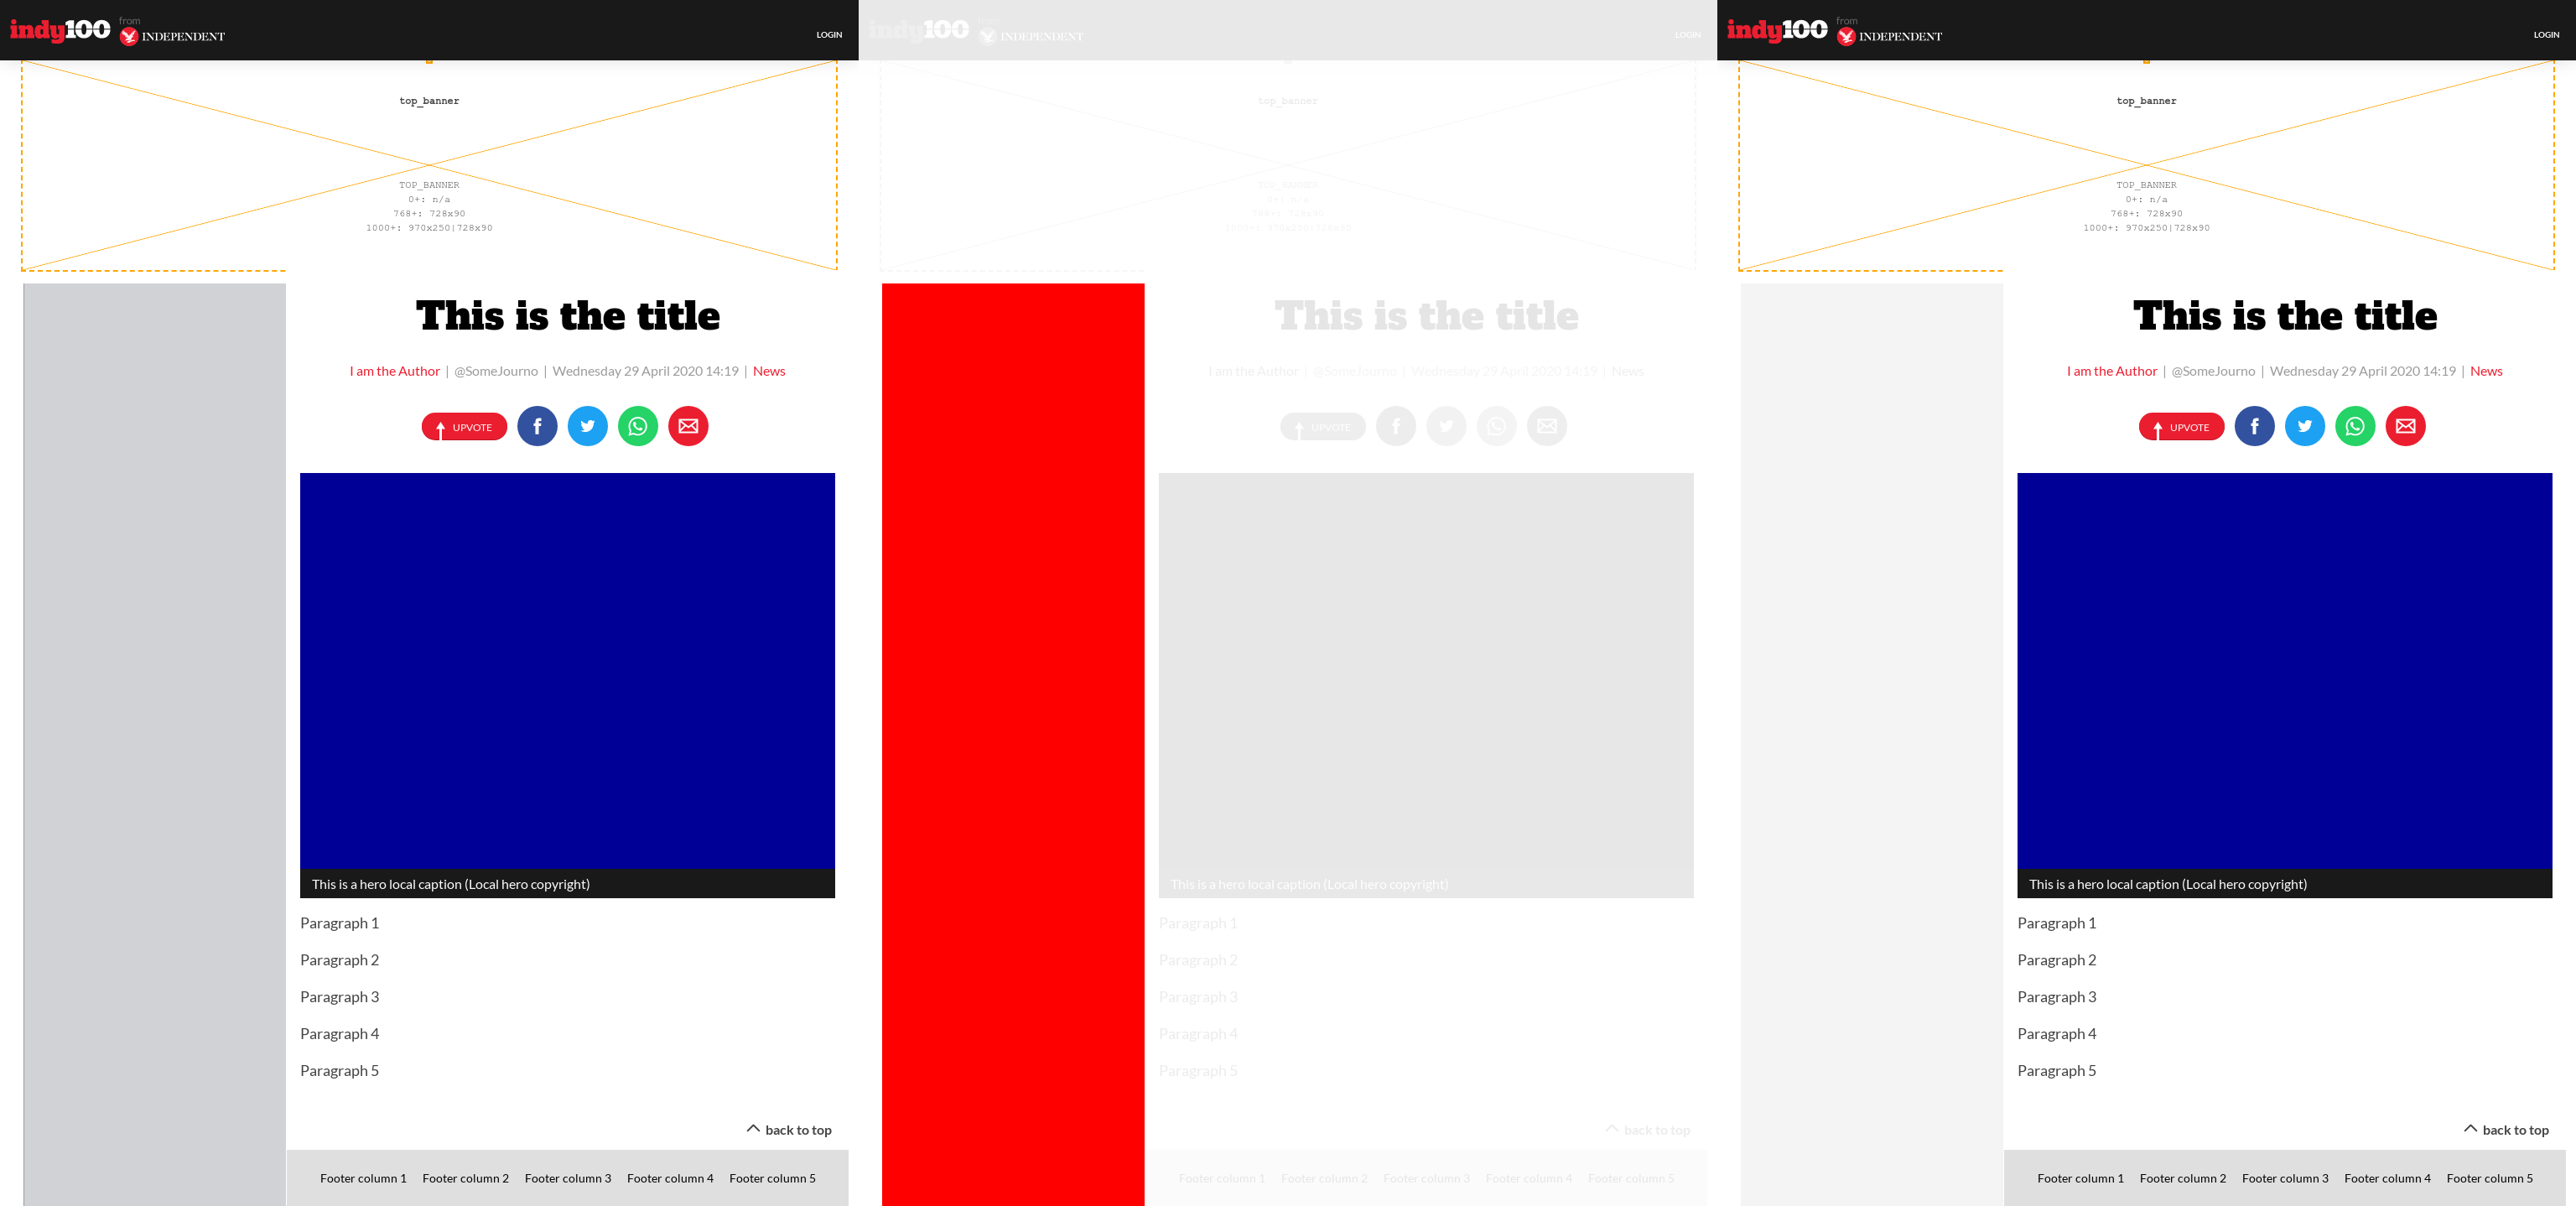 indy100 from INDEPENDENT LOGIN
top_banner
TOP_BANNER
0+: n/a
768+: 728x90
1000+: 970x250|728x90
This is the title
I am the Author | @SomeJourno | Wednesday 29 April 2020 14:19 | News
UPVOTE
This is a hero local caption (Local hero copyright)
Paragraph 1
Paragraph 2
Paragraph 3
Paragraph 4
Paragraph 5
back to top
Footer column 1 Footer column 2 Footer column 3 Footer column 4 Footer column 5
indy100 INDEPENDENT LOGIN
top_banner
TOP_BANNER
0+: n/a
768+: 728x90
1000+: 970x250|728x90
This is the title
I am the Author | @SomeJourno | Wednesday 29 April 2020 14:19 | News
UPVOTE
This is a hero local caption (Local hero copyright)
Paragraph 1
Paragraph 2
Paragraph 3
Paragraph 4
Paragraph 5
back to top
Footer column 1 Footer column 2 Footer column 3 Footer column 4 Footer column 5
indy100 from INDEPENDENT LOGIN
top_banner
TOP_BANNER
0+: n/a
768+: 728x90
1000+: 970x250|728x90
This is the title
I am the Author | @SomeJourno | Wednesday 29 April 2020 14:19 | News
UPVOTE
This is a hero local caption (Local hero copyright)
Paragraph 1
Paragraph 2
Paragraph 3
Paragraph 4
Paragraph 5
back to top
Footer column 1 Footer column 2 Footer column 3 Footer column 4 Footer column 5